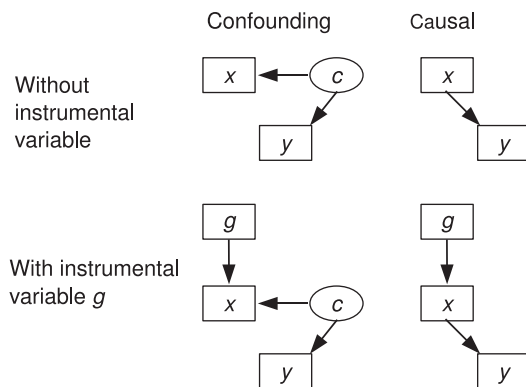 Confounding Causal
x c x
Without
instrumental
variable
y y
g g
With instrumental
variable g
x c x
y y